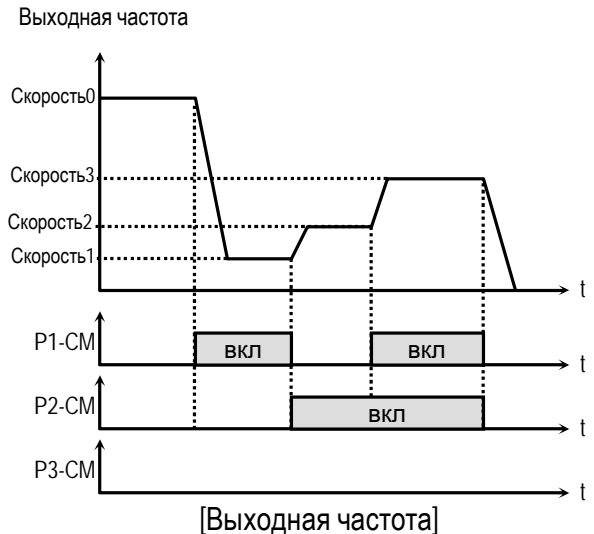 Выходная частота
Скорость0
Скорость3
Скорость2
Скорость1
t
P1-CM
вкл
вкл
t
P2-CM
вкл
t
P3-CM
t
[Выходная частота]